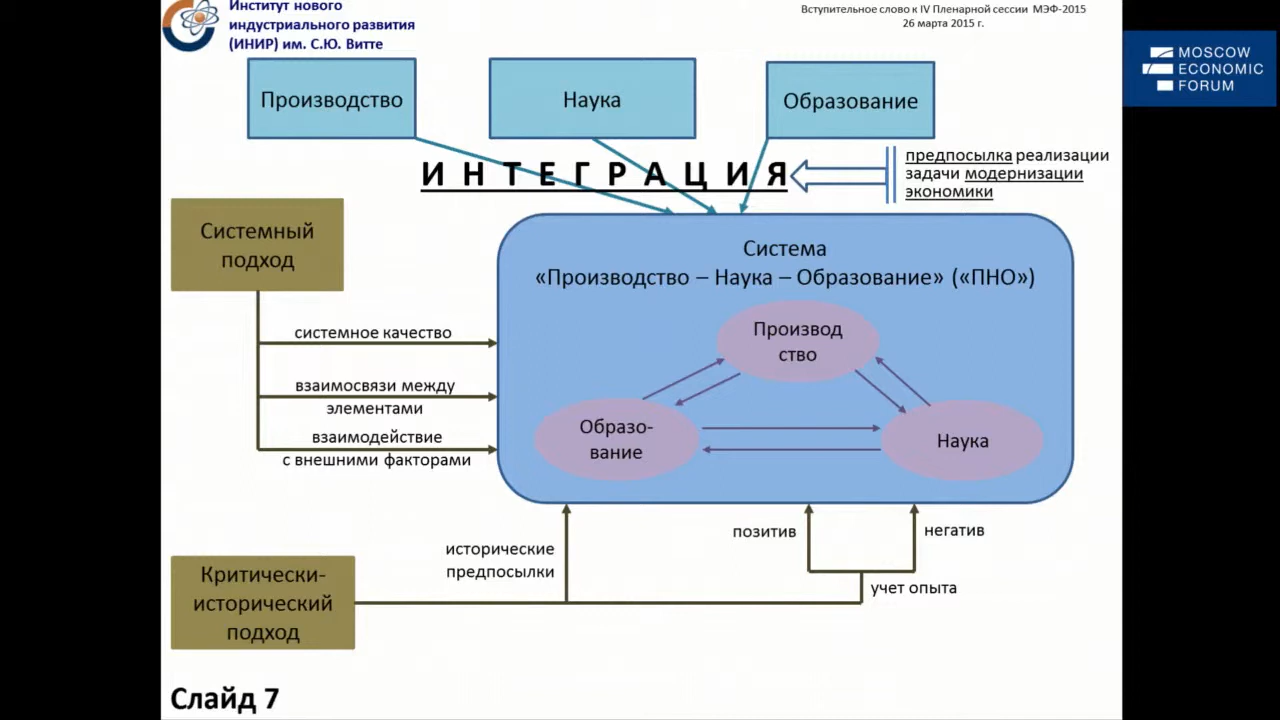 Институт нового
индустриального развития
(ИНИР) им. С.Ю. Витте
Вступительное слово к IV Пленарной сессии МЭФ-2015
26 марта 2015 г.
MOSCOW
ECONOMIC
FORUM
Производство
Наука
Образование
ИНТЕГРАЦИЯ
предпосылка реализации
задачи модернизации
экономики
Системный
подход
Система
«Производство – Наука – Образование» («ПНО»)
Производ
ство
Образо-
вание
Наука
системное качество
взаимосвязи между
элементами
взаимодействие
с внешними факторами
исторические
предпосылки
позитив
негатив
учет опыта
Критически-
исторический
подход
Слайд 7